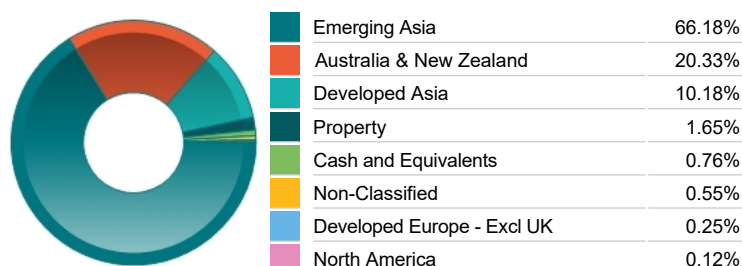 Emerging Asia 66.18%
Australia & New Zealand 20.33%
Developed Asia 10.18%
Property 1.65%
Cash and Equivalents 0.76%
Non-Classified 0.55%
Developed Europe - Excl UK 0.25%
North America 0.12%